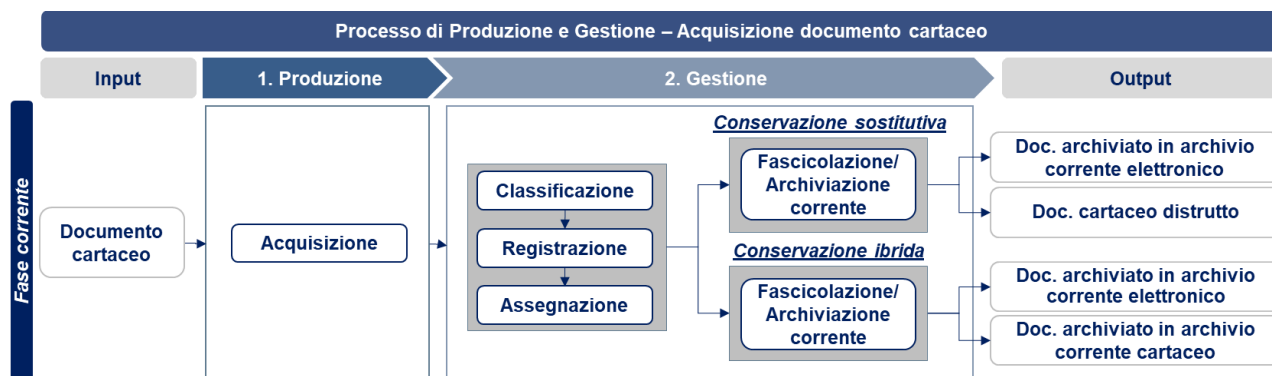 Processo di Produzione e Gestione – Acquisizione documento cartaceo
Input
1. Produzione
2. Gestione
Output
Fase corrente
Documento
cartaceo
Acquisizione
Classificazione
Registrazione
Assegnazione
Conservazione sostitutiva
Fascicolazione/
Archiviazione
corrente
Conservazione ibrida
Fascicolazione/
Archiviazione
corrente
Doc. archiviato in archivio
corrente elettronico
Doc. cartaceo distrutto
Doc. archiviato in archivio
corrente elettronico
Doc. archiviato in archivio
corrente cartaceo